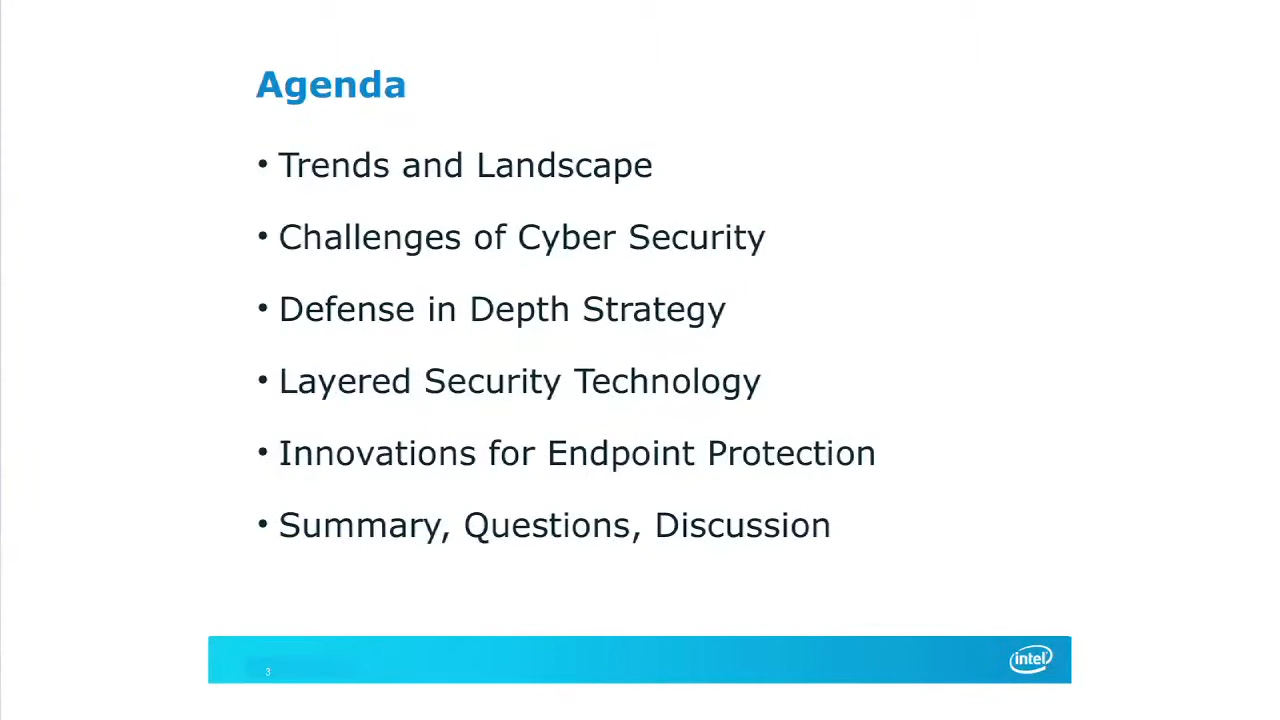 Agenda
• Trends and Landscape
• Challenges of Cyber Security
• Defense in Depth Strategy
• Layered Security Technology
• Innovations for Endpoint Protection
• Summary, Questions, Discussion
3
intel